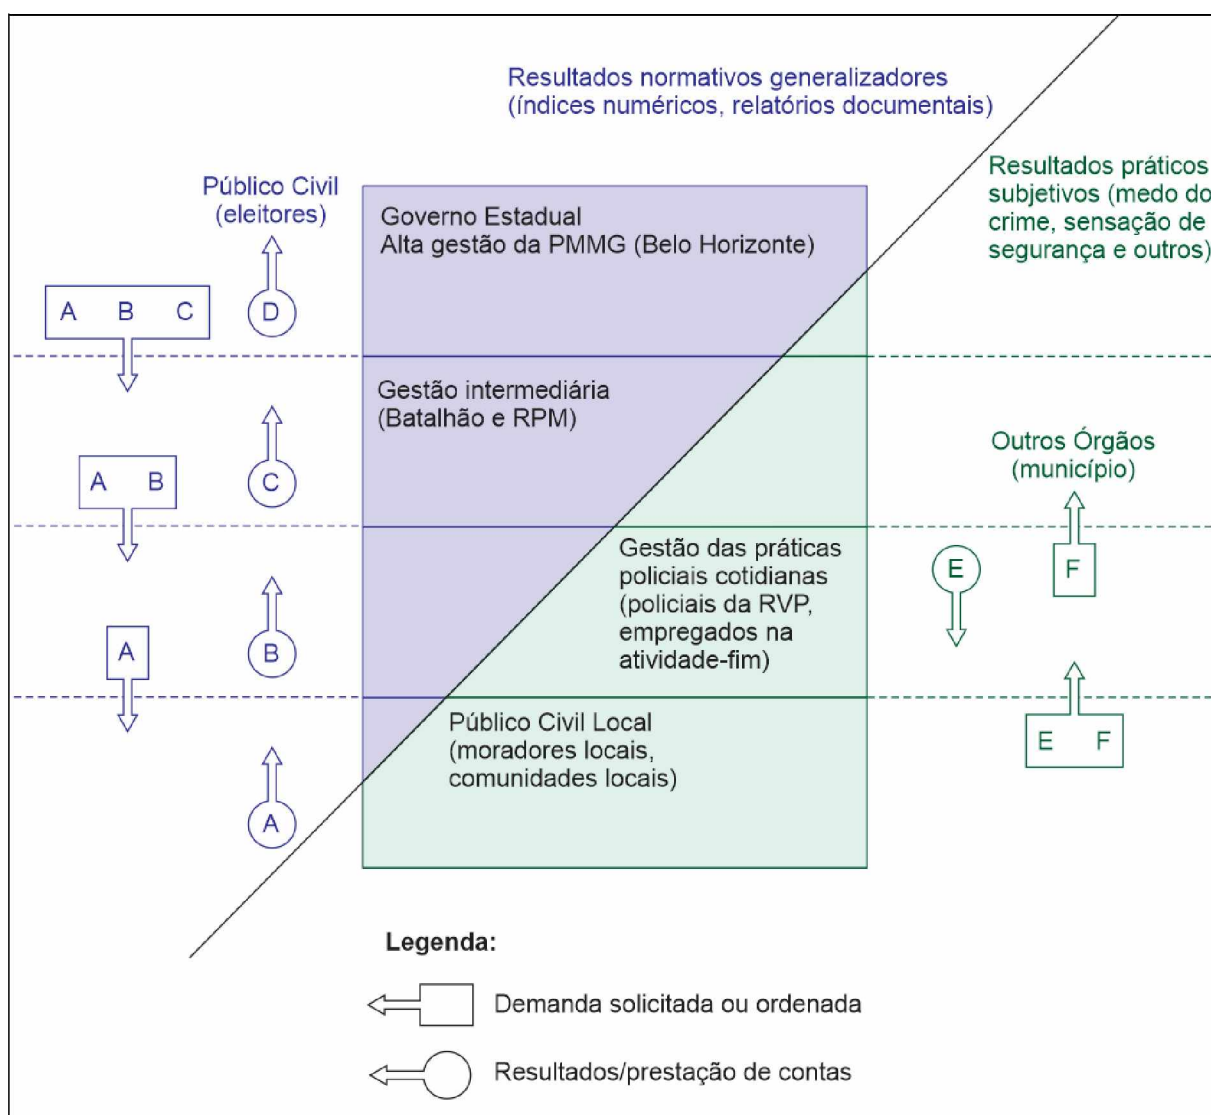 Resultados normativos generalizadores
(índices numéricos, relatórios documentais)
Resultados práticos
subjetivos (medo do
crime, sensação de
segurança e outros)
Público Civil
(eleitores)
Governo Estadual
Alta gestão da PMMG (Belo Horizonte)
A B C
D
Gestão intermediária
(Batalhão e RPM)
A B
C
Outros Órgãos
(município)
Gestão das práticas
policiais cotidianas
(policiais da RVP,
empregados na
atividade-fim)
E
F
A
B
Público Civil Local
(moradores locais,
comunidades locais)
E F
A
Legenda:
Demanda solicitada ou ordenada
Resultados/prestação de contas